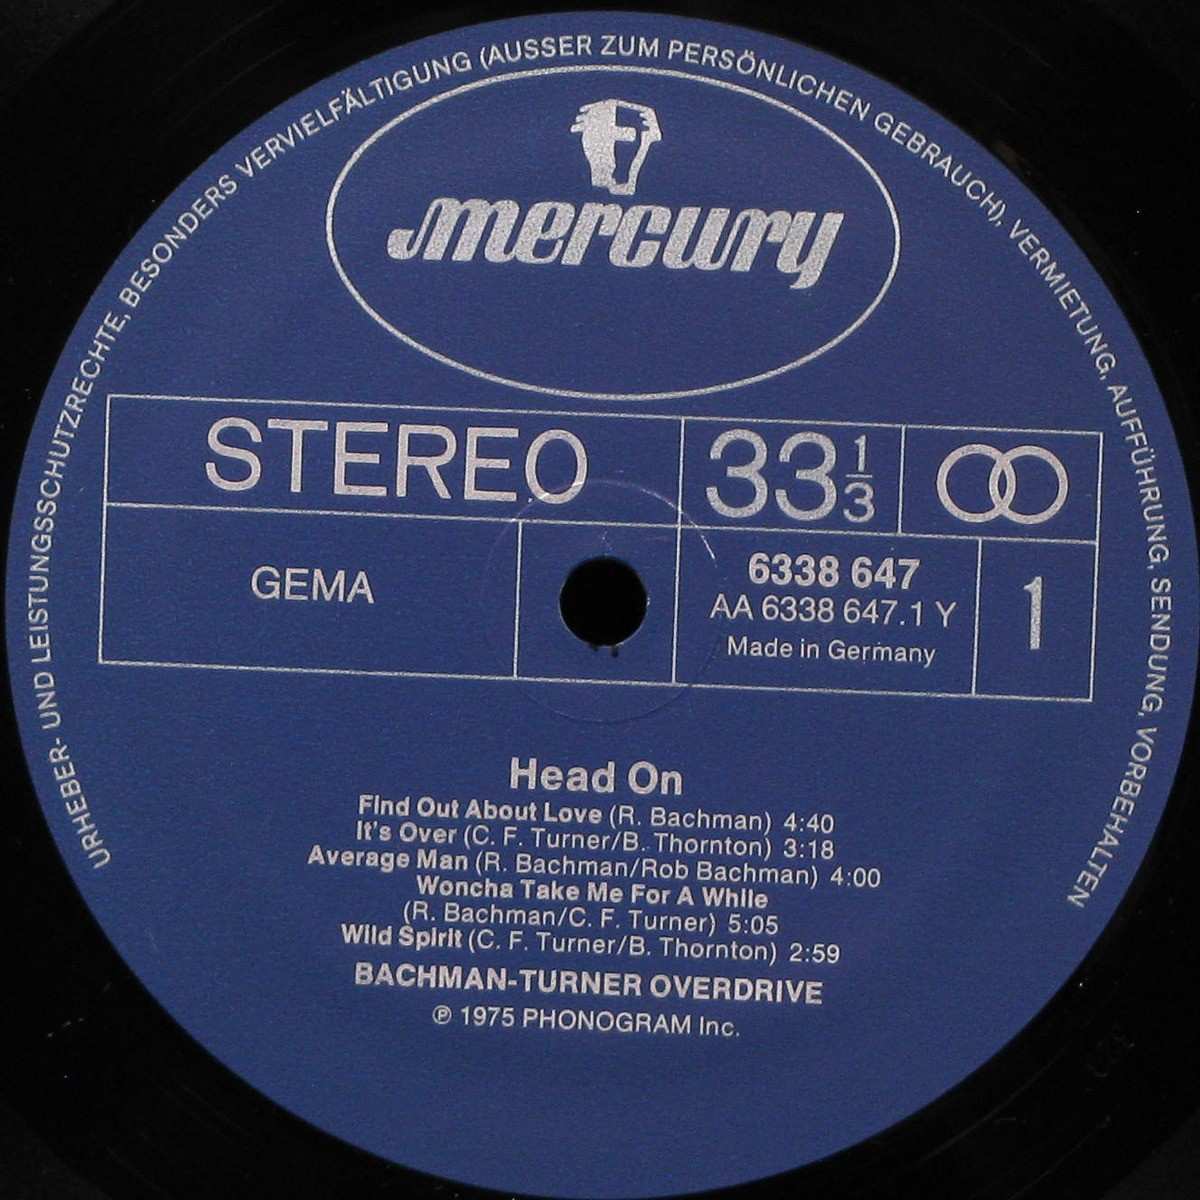 URHEBER- UND LEISTUNGSSCHUTZRECHTE, BESONDERS VERVIELFÄLTIGUNG (AUSSER ZUM PERSÖNLICHEN GEBRAUCH), VERMIETUNG, AUFFÜHRUNG, SENDUNG, VORBEHALTEN
mercury
STEREO 33 1/3
GEMA
6338 647
AA 6338 647.1 Y
Made in Germany
1
Head On
Find Out About Love (R. Bachman) 4:40
It's Over (C. F. Turner/B. Thornton) 3:18
Average Man (R. Bachman/Rob Bachman) 4:00
Woncha Take Me For A While
(R. Bachman/C. F. Turner) 5:05
Wild Spirit (C. F. Turner/B. Thornton) 2:59
BACHMAN-TURNER OVERDRIVE
℗ 1975 PHONOGRAM Inc.